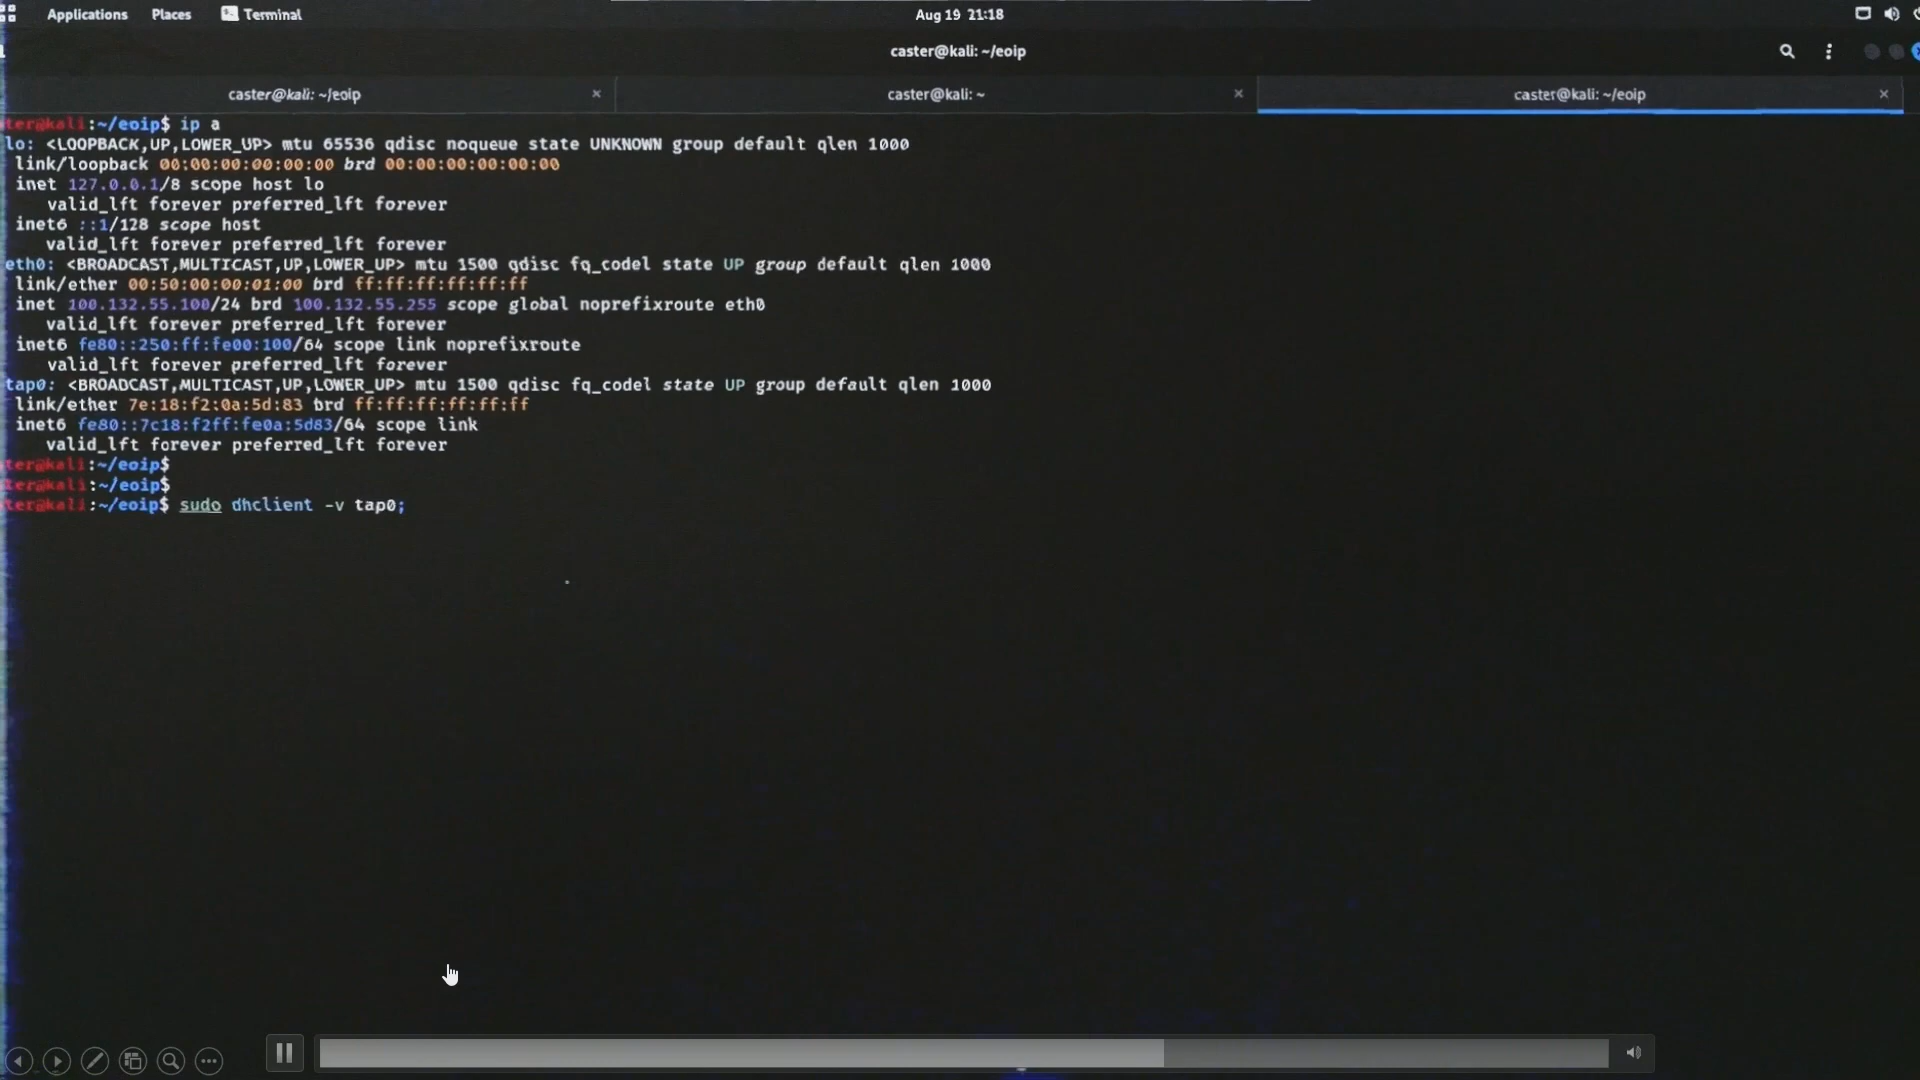 Applications Places Terminal Aug 19 21:18
caster@kali: ~/eoip
caster@kali: ~/eoip × caster@kali: ~ × caster@kali: ~/eoip ×
ter@kali:~/eoip$ ip a
lo: <LOOPBACK,UP,LOWER_UP> mtu 65536 qdisc noqueue state UNKNOWN group default qlen 1000
link/loopback 00:00:00:00:00:00 brd 00:00:00:00:00:00
inet 127.0.0.1/8 scope host lo
valid_lft forever preferred_lft forever
inet6 ::1/128 scope host
valid_lft forever preferred_lft forever
eth0: <BROADCAST,MULTICAST,UP,LOWER_UP> mtu 1500 qdisc fq_codel state UP group default qlen 1000
link/ether 00:50:00:00:01:00 brd ff:ff:ff:ff:ff:ff
inet 100.132.55.100/24 brd 100.132.55.255 scope global noprefixroute eth0
valid_lft forever preferred_lft forever
inet6 fe80::250:ff:fe00:100/64 scope link noprefixroute
valid_lft forever preferred_lft forever
tap0: <BROADCAST,MULTICAST,UP,LOWER_UP> mtu 1500 qdisc fq_codel state UP group default qlen 1000
link/ether 7e:18:f2:0a:5d:83 brd ff:ff:ff:ff:ff:ff
inet6 fe80::7c18:f2ff:fe0a:5d83/64 scope link
valid_lft forever preferred_lft forever
ter@kali:~/eoip$
ter@kali:~/eoip$
ter@kali:~/eoip$ sudo dhclient -v tap0;